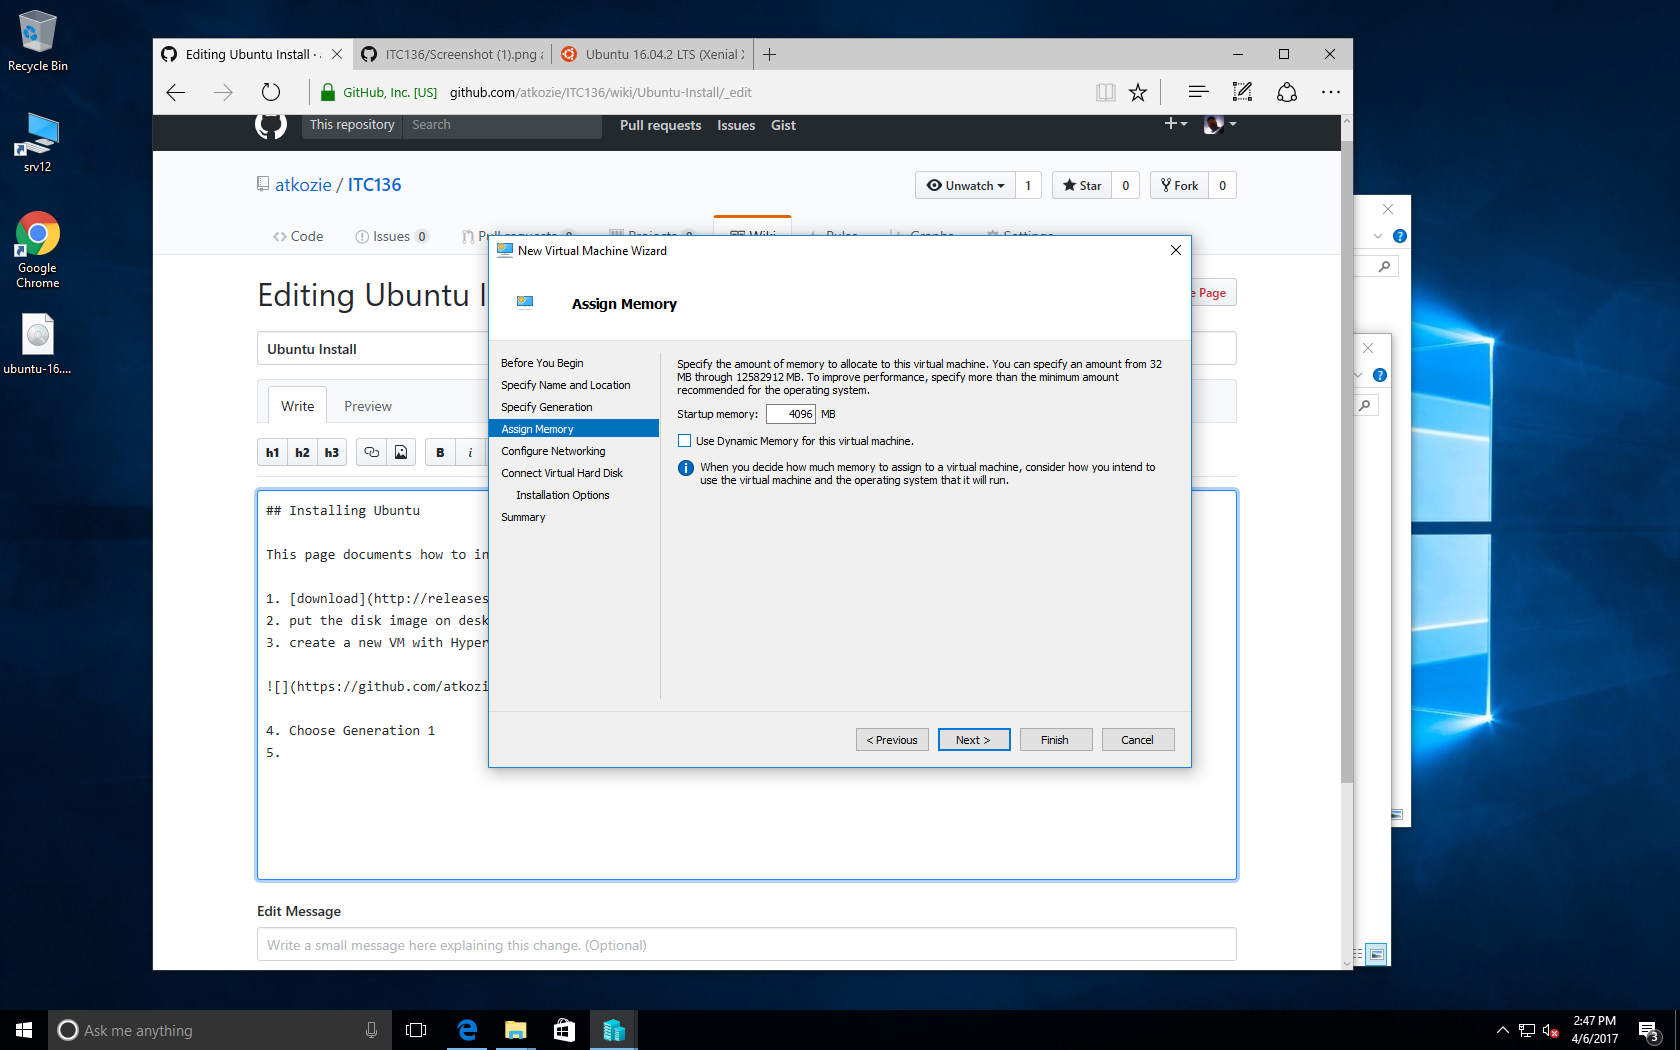 Recycle Bin
srv12
Google
Chrome
ubuntu-16....
Editing Ubuntu Install ·
ITC136/Screenshot (1).png
Ubuntu 16.04.2 LTS (Xenial
GitHub, Inc. [US]
github.com/atkozie/ITC136/wiki/Ubuntu-Install/_edit
This repository
Search
Pull requests
Issues
Gist
atkozie / ITC136
Unwatch
1
Star
0
Fork
0
Code
Issues 0
Pull requests 0
Projects 0
Wiki
Pulse
Graphs
Settings
Editing Ubuntu I
e Page
Ubuntu Install
Write
Preview
h1
h2
h3
B
i
## Installing Ubuntu
This page documents how to in
1. [download](http://releases
2. put the disk image on desk
3. create a new VM with Hyper
![](https://github.com/atkozi
4. Choose Generation 1
5.
Edit Message
Write a small message here explaining this change. (Optional)
New Virtual Machine Wizard
Assign Memory
Before You Begin
Specify Name and Location
Specify Generation
Assign Memory
Configure Networking
Connect Virtual Hard Disk
Installation Options
Summary
Specify the amount of memory to allocate to this virtual machine. You can specify an amount from 32
MB through 12582912 MB. To improve performance, specify more than the minimum amount
recommended for the operating system.
Startup memory: 4096 MB
Use Dynamic Memory for this virtual machine.
When you decide how much memory to assign to a virtual machine, consider how you intend to
use the virtual machine and the operating system that it will run.
< Previous
Next >
Finish
Cancel
Ask me anything
2:47 PM
4/6/2017
3